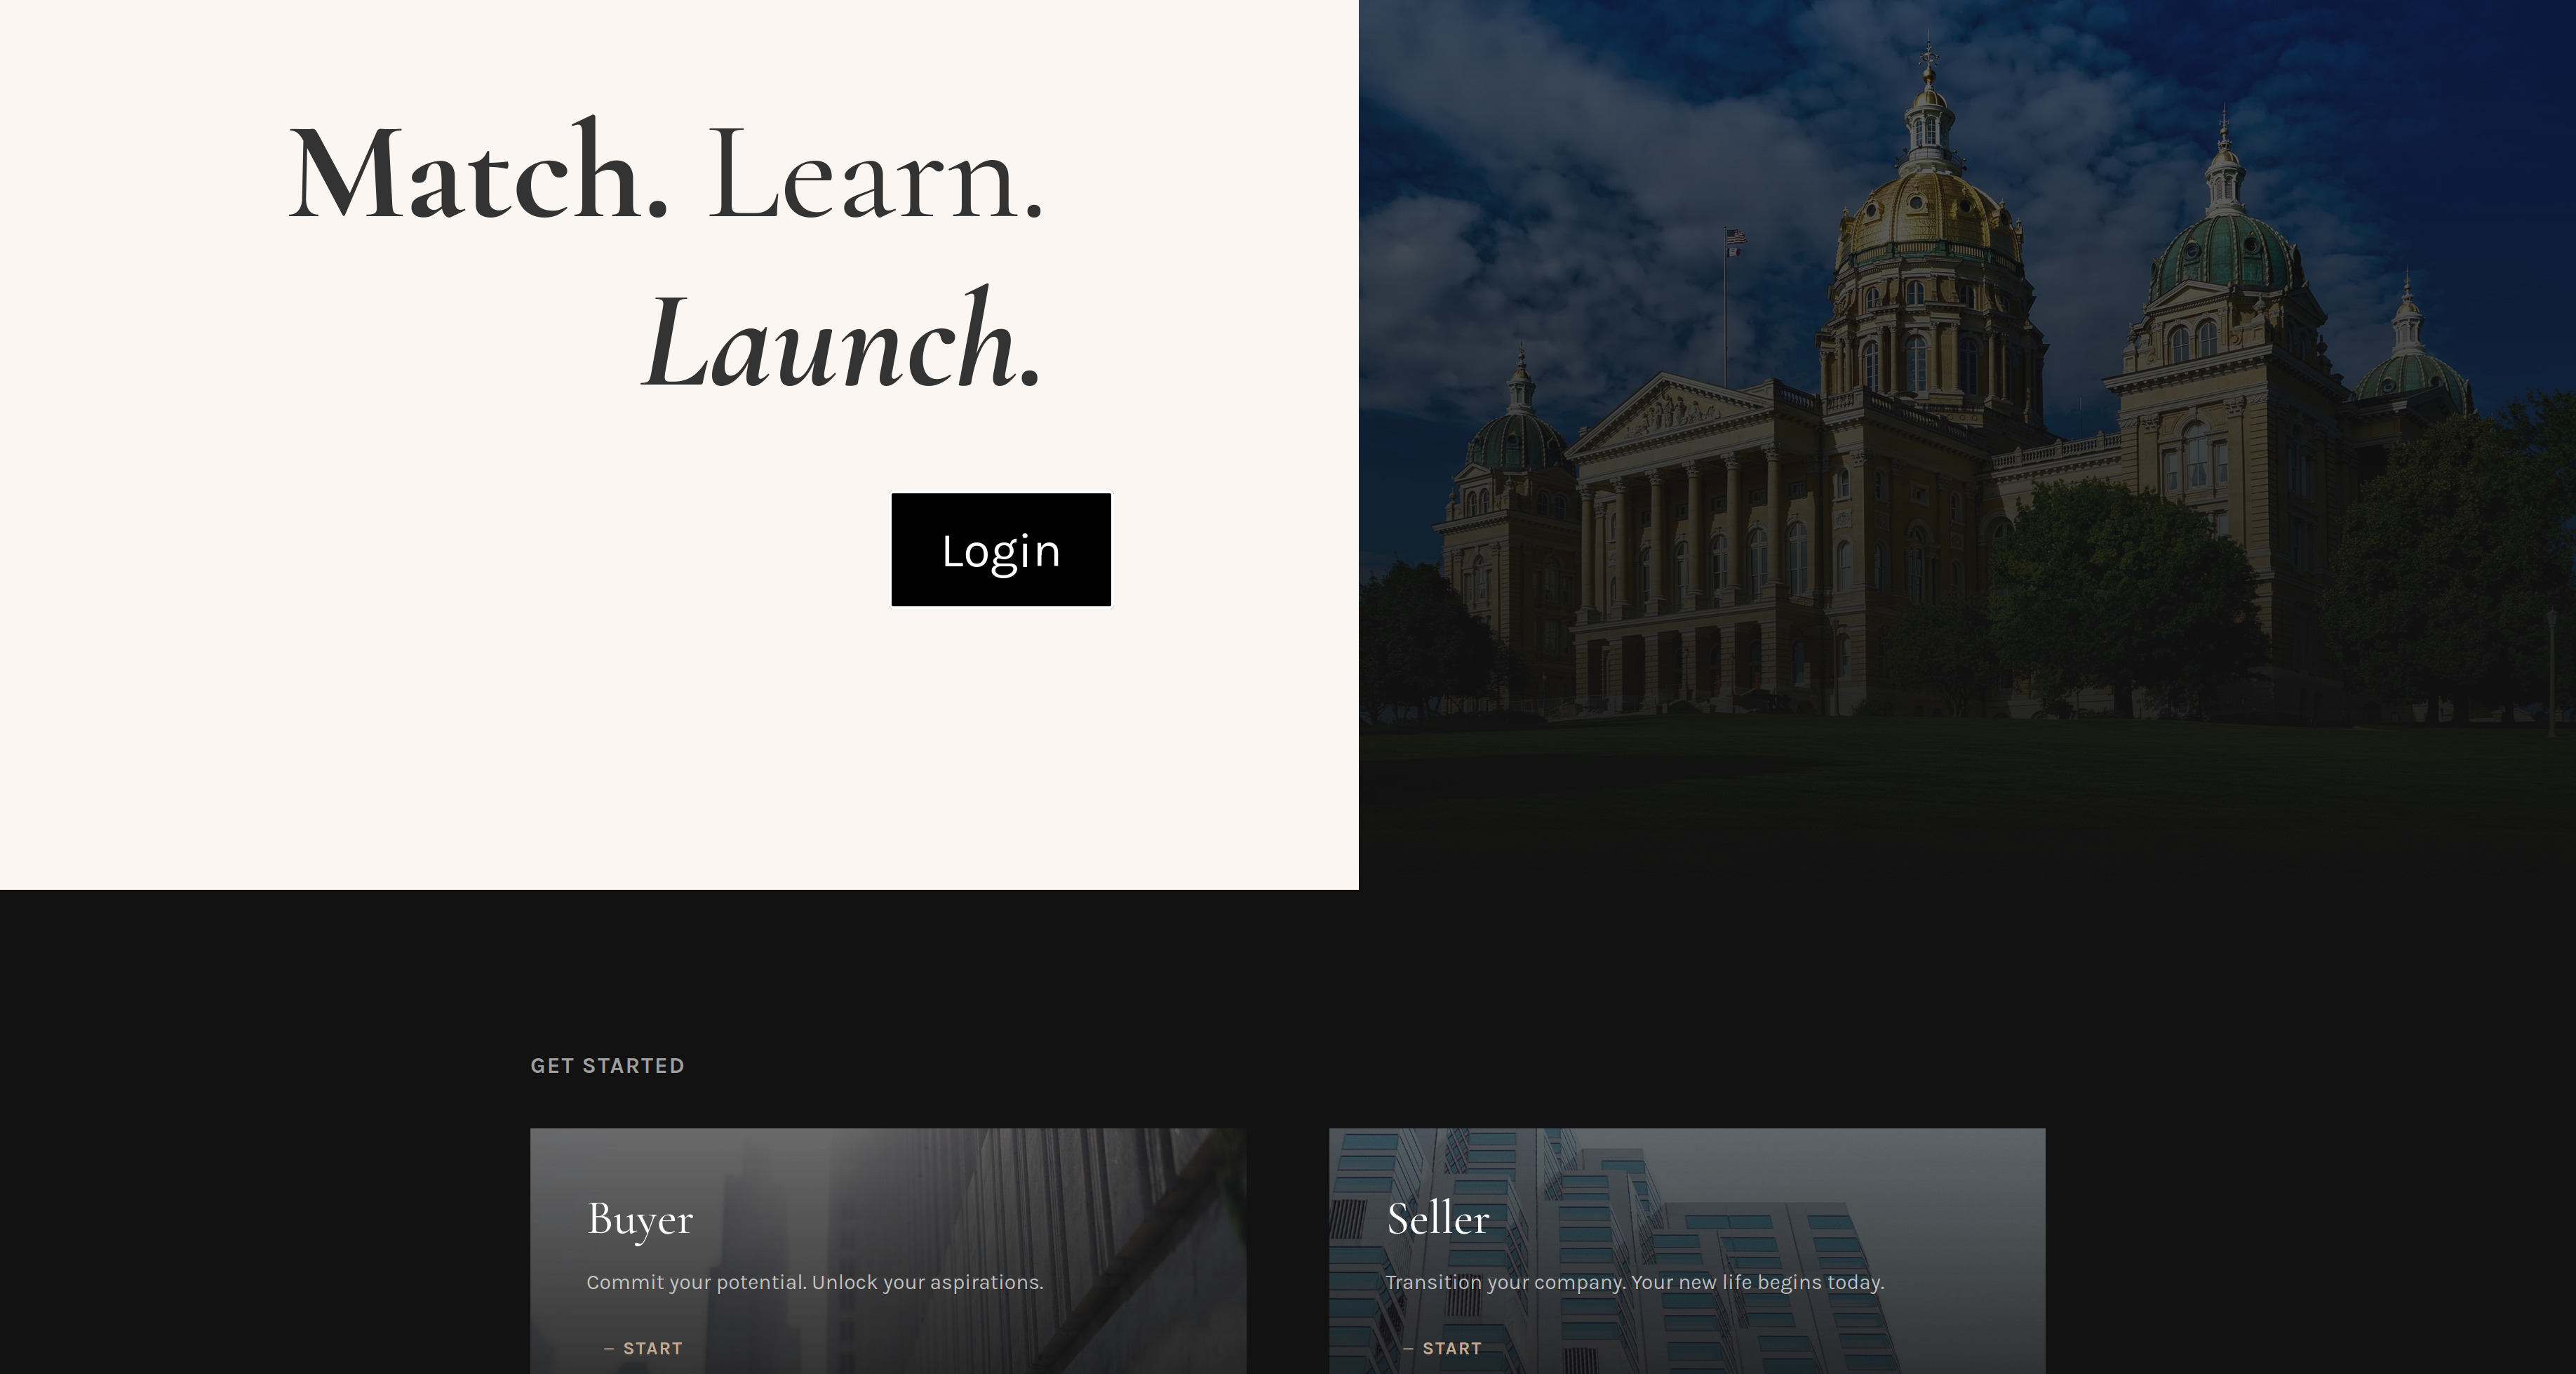 Match. Learn.
Launch.
Login
GET STARTED
Buyer
Commit your potential. Unlock your aspirations.
– START
Seller
Transition your company. Your new life begins today.
– START